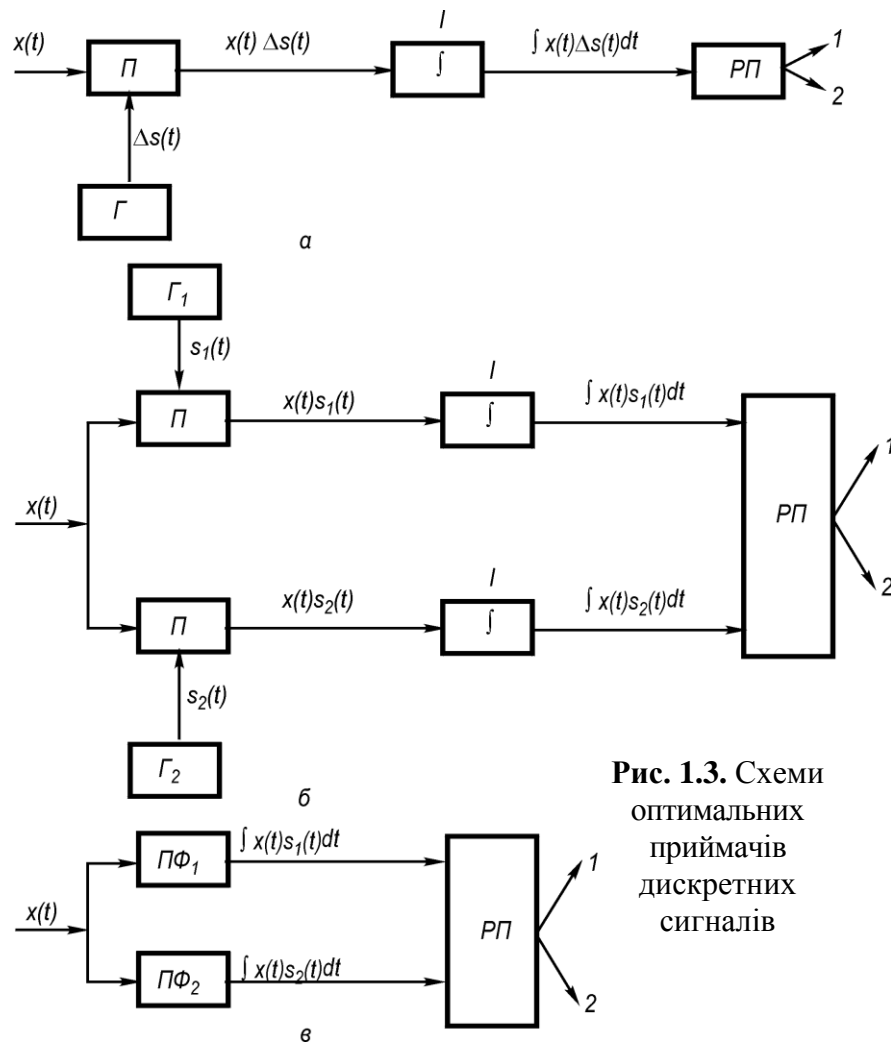 I
x(t)
x(t) Δs(t)
∫ x(t)Δs(t)dt
1
П
∫
РП
2
Δs(t)
Г
а
Г₁
s₁(t)
I
x(t)s₁(t)
∫ x(t)s₁(t)dt
П
∫
1
x(t)
РП
I
x(t)s₂(t)
∫ x(t)s₂(t)dt
2
П
∫
s₂(t)
Г₂
б
Рис. 1.3. Схеми
оптимальних
приймачів
дискретних
сигналів
∫ x(t)s₁(t)dt
ПФ₁
1
x(t)
РП
∫ x(t)s₂(t)dt
ПФ₂
2
в